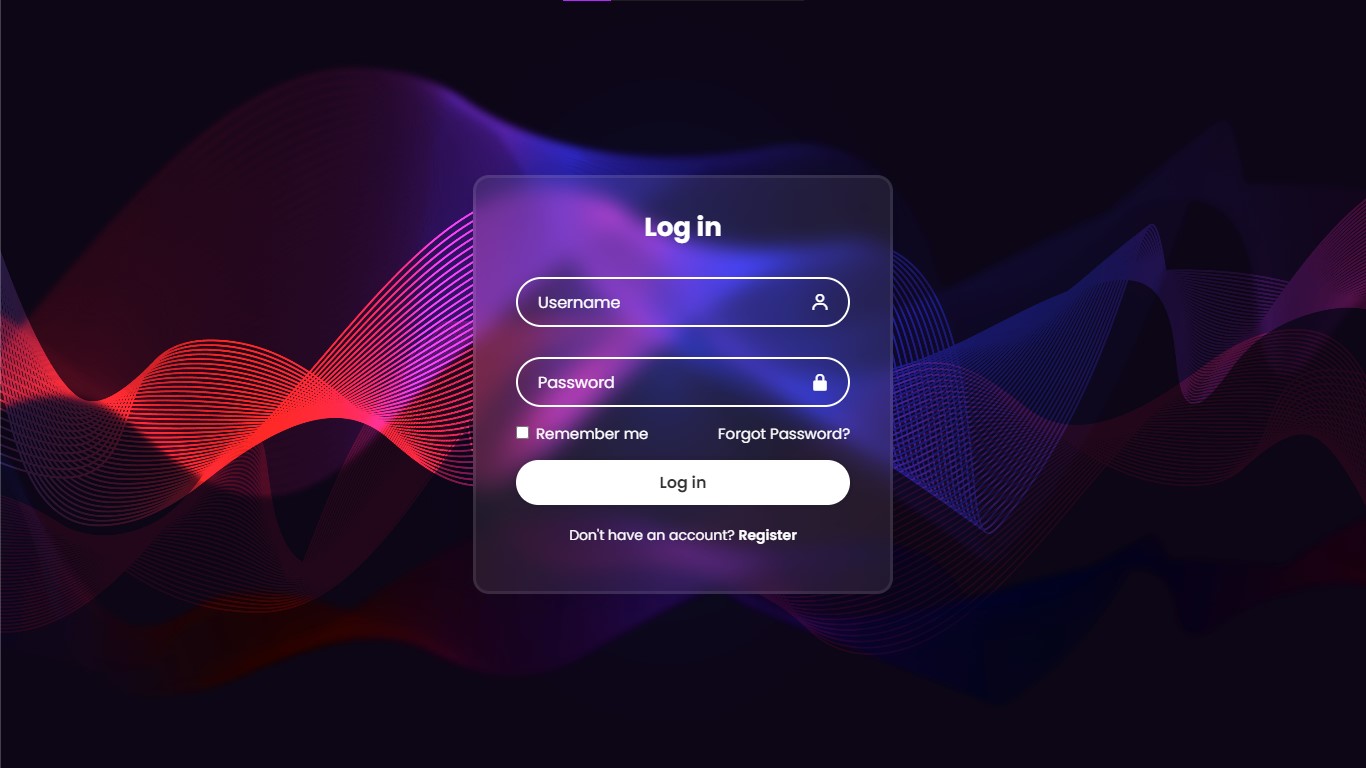 Log in
Username
Password
Remember me Forgot Password?
Log in
Don't have an account? Register